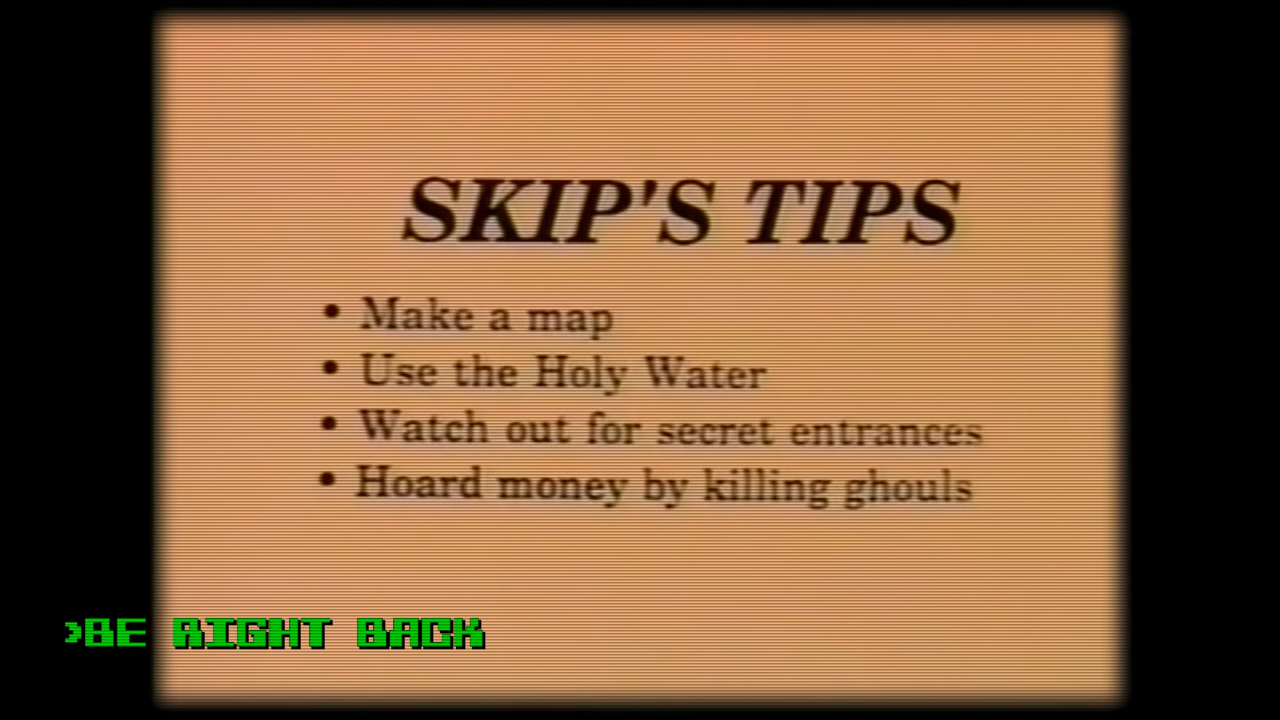 SKIP'S TIPS
• Make a map
• Use the Holy Water
• Watch out for secret entrances
• Hoard money by killing ghouls
>BE RIGHT BACK